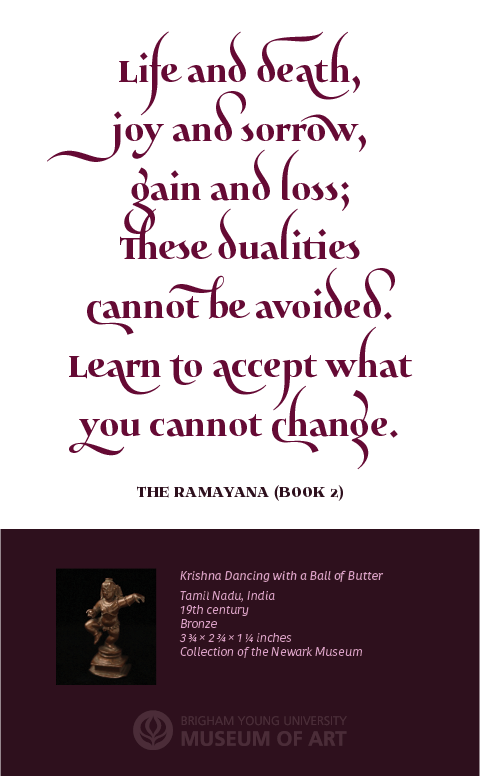 Life and death,
joy and sorrow,
gain and loss;
These dualities
cannot be avoided.
Learn to accept what
you cannot change.
THE RAMAYANA (BOOK 2)
Krishna Dancing with a Ball of Butter
Tamil Nadu, India
19th century
Bronze
3 ¾ × 2 ¾ × 1 ¼ inches
Collection of the Newark Museum
BRIGHAM YOUNG UNIVERSITY
MUSEUM OF ART